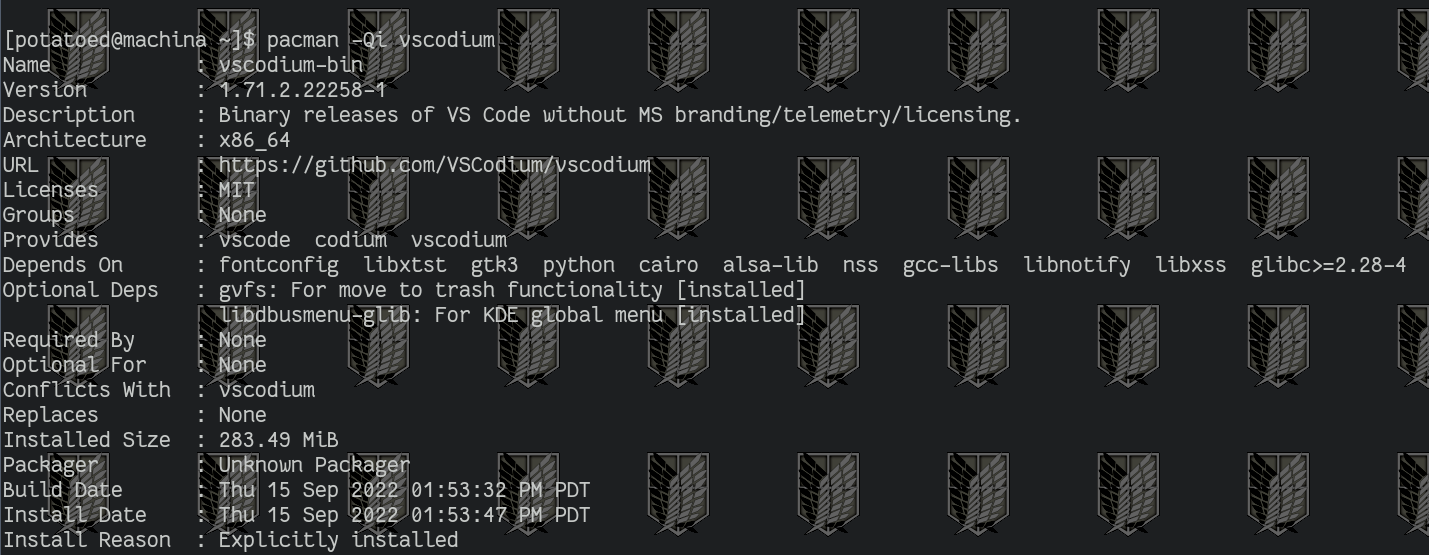 [potatoed@machina ~]$ pacman -Qi vscodium
Name            : vscodium-bin
Version         : 1.71.2.22258-1
Description     : Binary releases of VS Code without MS branding/telemetry/licensing.
Architecture    : x86_64
URL             : https://github.com/VSCodium/vscodium
Licenses        : MIT
Groups          : None
Provides        : vscode  codium  vscodium
Depends On      : fontconfig  libxtst  gtk3  python  cairo  alsa-lib  nss  gcc-libs  libnotify  libxss  glibc>=2.28-4
Optional Deps   : gvfs: For move to trash functionality [installed]
                  libdbusmenu-glib: For KDE global menu [installed]
Required By     : None
Optional For    : None
Conflicts With  : vscodium
Replaces        : None
Installed Size  : 283.49 MiB
Packager        : Unknown Packager
Build Date      : Thu 15 Sep 2022 01:53:32 PM PDT
Install Date    : Thu 15 Sep 2022 01:53:47 PM PDT
Install Reason  : Explicitly installed